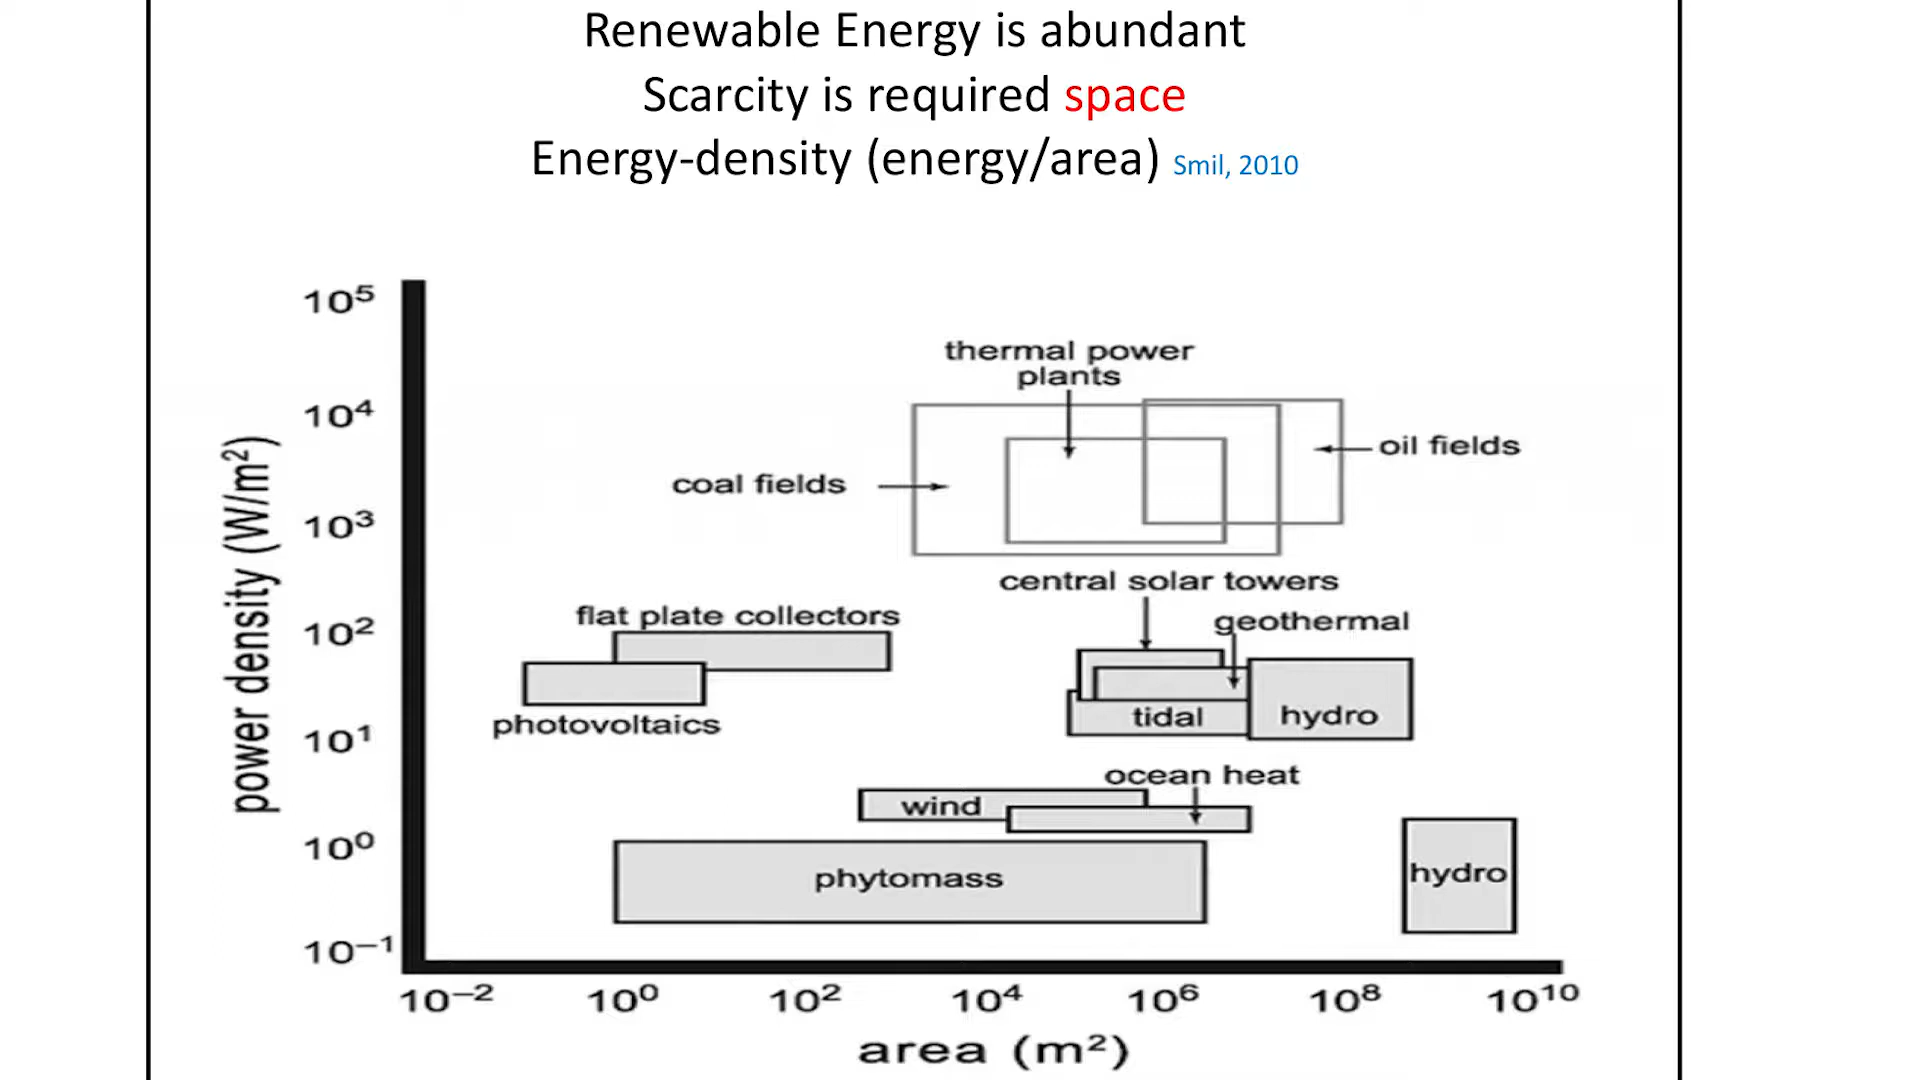 Renewable Energy is abundant
Scarcity is required space
Energy-density (energy/area) Smil, 2010
power density (W/m²)
10⁵
10⁴
10³
10²
10¹
10⁰
10⁻¹
thermal power
plants
oil fields
coal fields
central solar towers
flat plate collectors
geothermal
photovoltaics
tidal
hydro
ocean heat
wind
phytomass
hydro
10⁻² 10⁰ 10² 10⁴ 10⁶ 10⁸ 10¹⁰
area (m²)